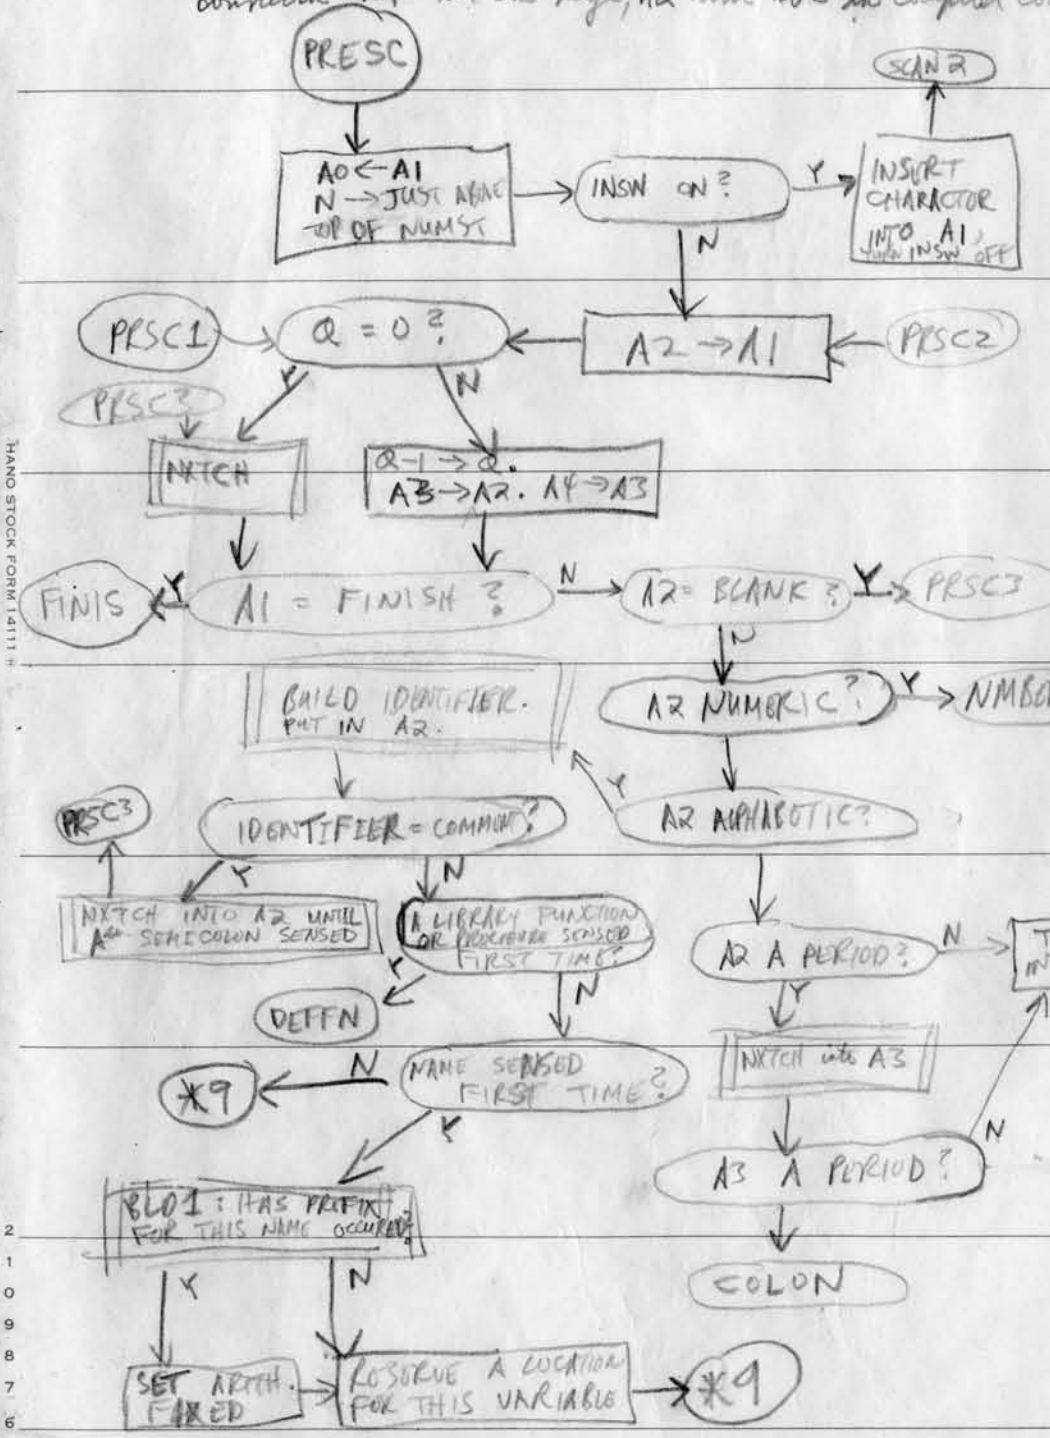 PRESC
SCAN 2
A0 ← A1
N → JUST ABOVE
TOP OF NUMST
INSW ON?
Y
INSERT
CHARACTOR
INTO A1,
TURN INSW OFF
N
PRSC1
Q = 0?
A2 → A1
PRSC2
Y
N
PRSC3
NXTCH
Q-1 → Q.
A3 → A2. A4 → A3
HANO STOCK FORM 14111
FINIS
Y
A1 = FINISH?
N
A2 = BLANK?
Y
PRSC3
N
BUILD IDENTIFIER.
PUT IN A2.
A2 NUMERIC?
Y
PRSC3
IDENTIFIER = COMMENT?
Y
A2 ALPHABETIC?
Y
N
NXTCH INTO A2 UNTIL
A SEMICOLON SENSED
A LIBRARY FUNCTION
OR PROCEDURE SENSED
FIRST TIME?
A2 A PERIOD?
N
Y
N
Y
DEFFN
*9
N
NAME SENSED
FIRST TIME?
NXTCH into A3
Y
A3 A PERIOD?
N
BLD1: HAS PREFIX
FOR THIS NAME OCCURRED?
Y
N
COLON
SET ARITH.
FIXED
RESERVE A LOCATION
FOR THIS VARIABLE
*9
2
1
0
9
8
7
6